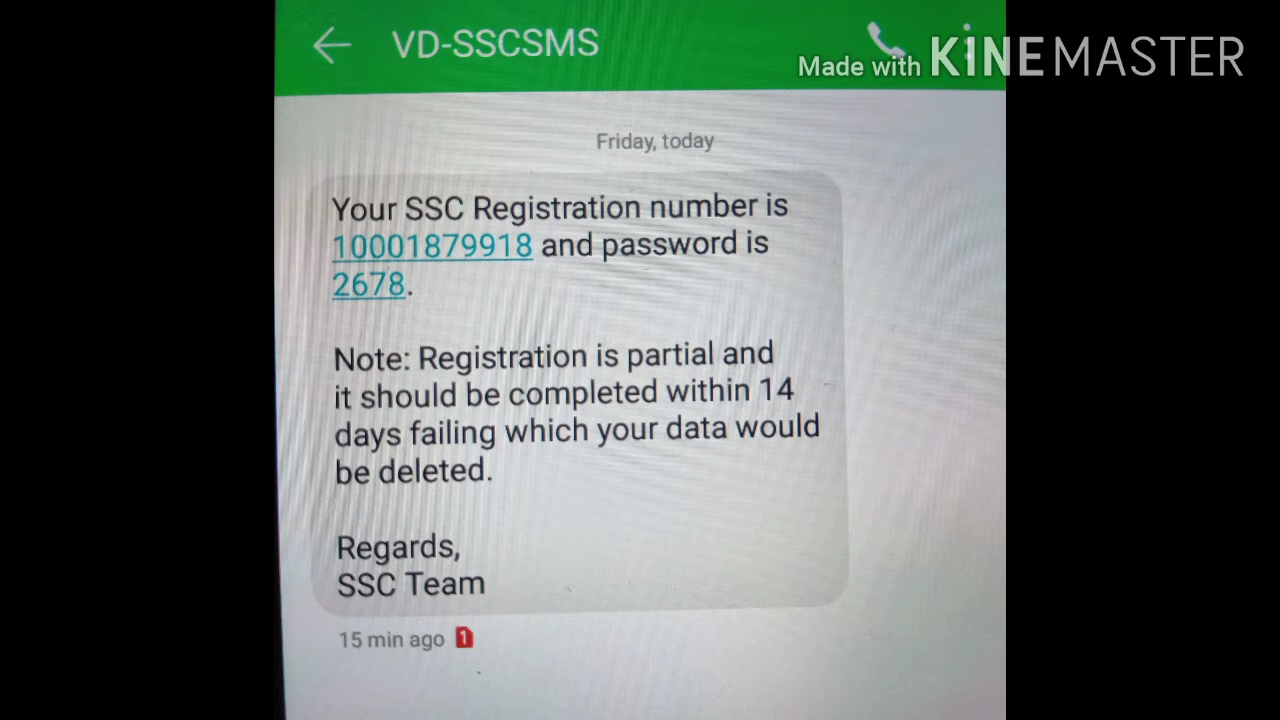 VD-SSCSMS
Made with KINEMASTER
Friday, today
Your SSC Registration number is
10001879918 and password is
2678.
Note: Registration is partial and
it should be completed within 14
days failing which your data would
be deleted.
Regards,
SSC Team
15 min ago 1